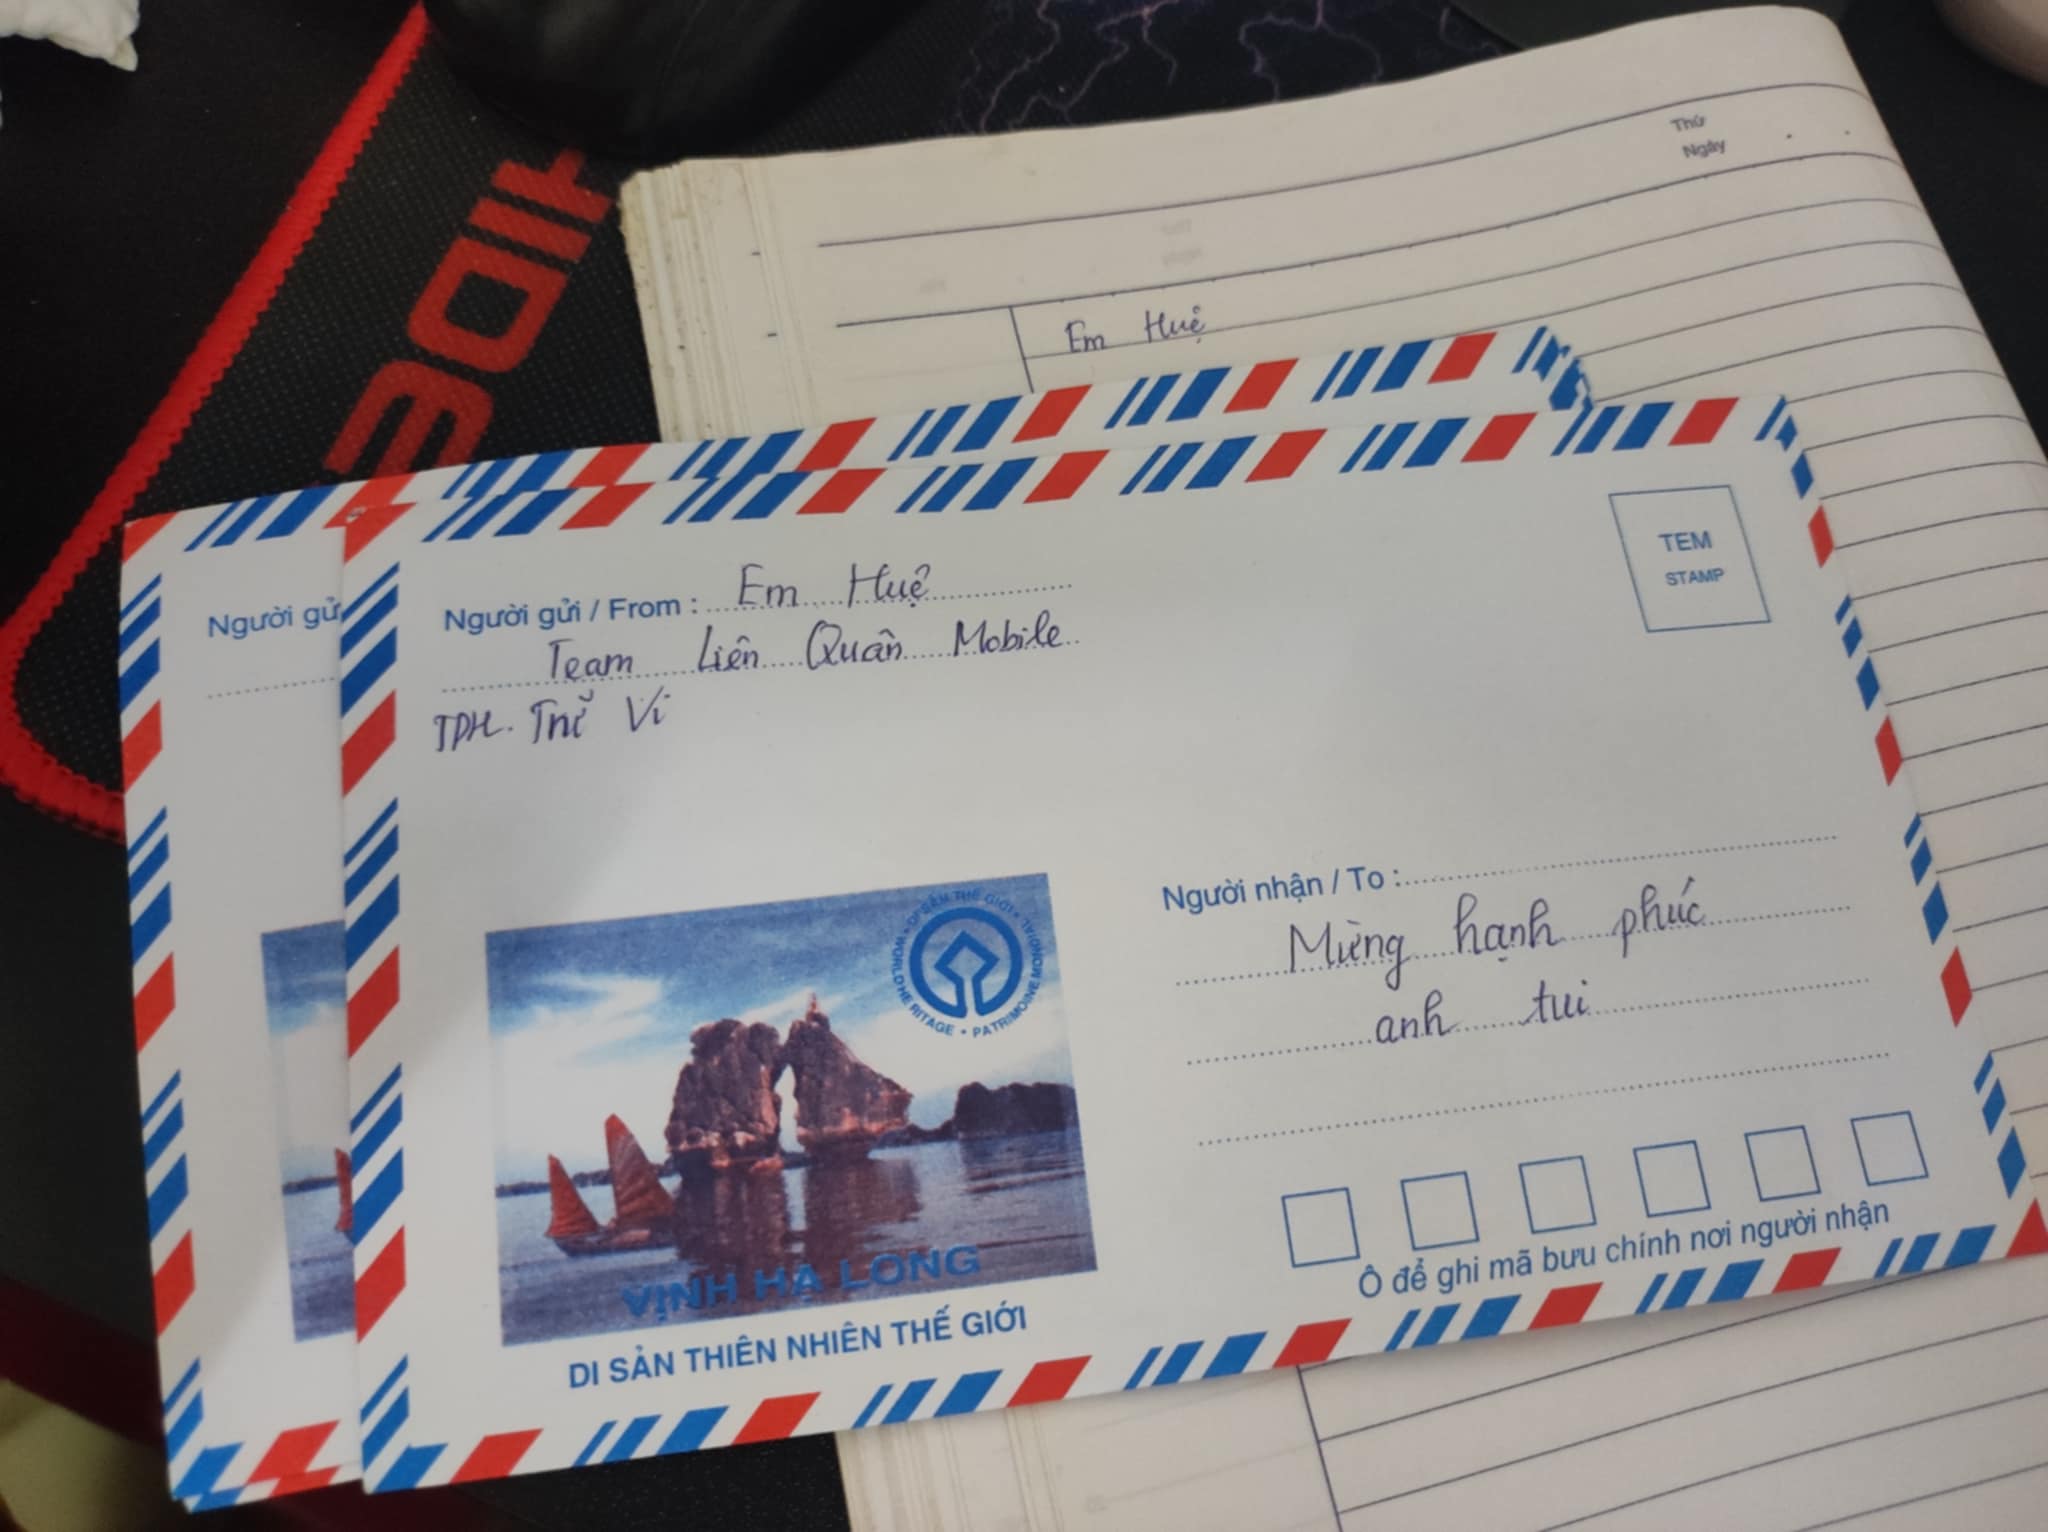 Thứ
Ngày
Em Huệ
Người gử
Người gửi / From : Em Huệ
Team Liên Quân Mobile
TDH. Trữ Vi
TEM
STAMP
Người nhận / To :
Mừng hạnh phúc
anh tui
DI SẢN THẾ GIỚI • WORLD HERITAGE • PATRIMOINE MONDIAL
VỊNH HẠ LONG
DI SẢN THIÊN NHIÊN THẾ GIỚI
Ô để ghi mã bưu chính nơi người nhận